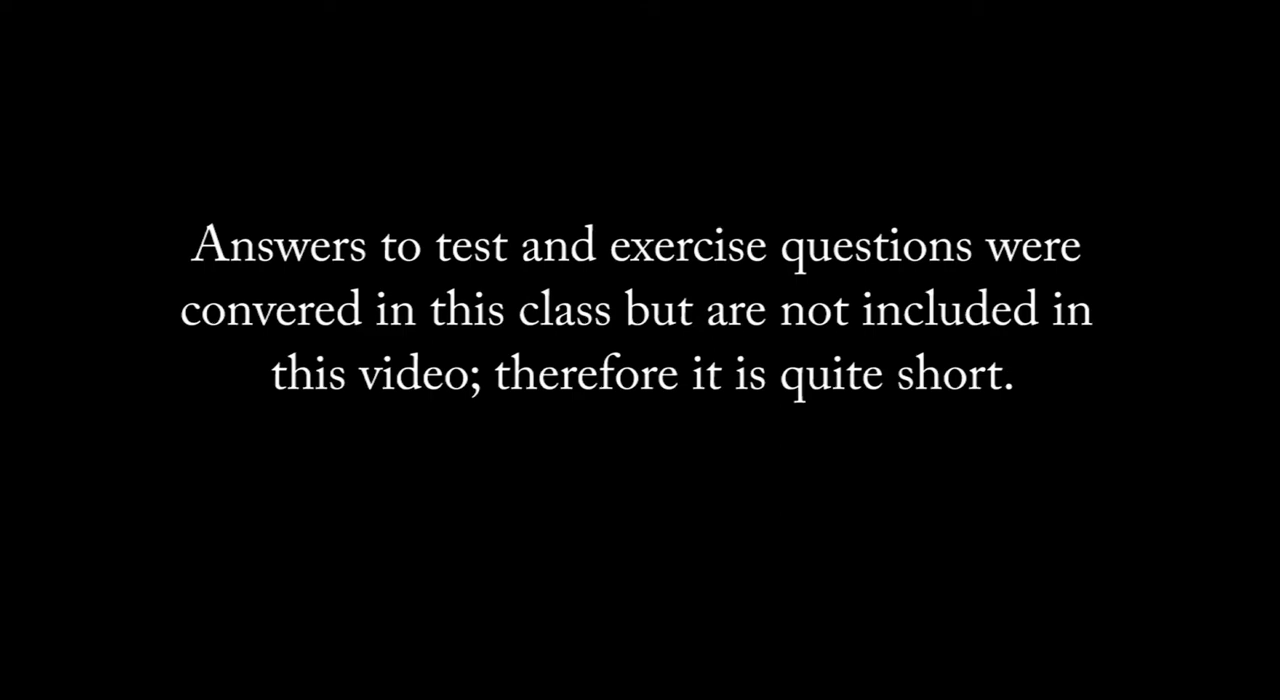 Answers to test and exercise questions were
convered in this class but are not included in
this video; therefore it is quite short.